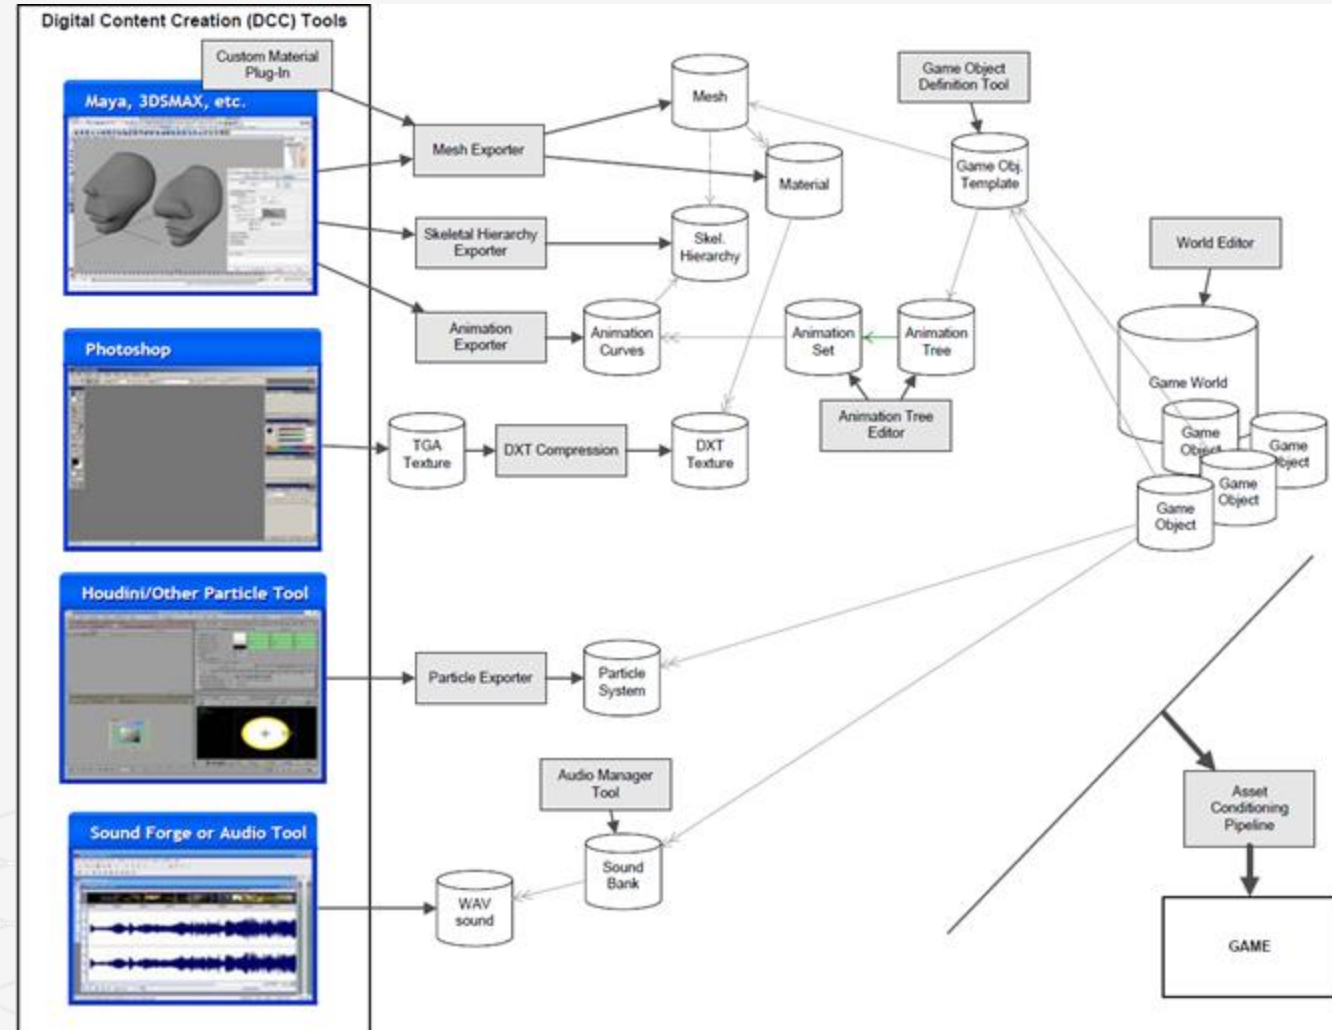 Digital Content Creation (DCC) Tools
Custom Material
Plug-In
Maya, 3DSMAX, etc.
Mesh Exporter
Mesh
Material
Game Object
Definition Tool
Game Obj.
Template
Skeletal Hierarchy
Exporter
Skel.
Hierarchy
World Editor
Animation
Exporter
Animation
Curves
Animation
Set
Animation
Tree
Animation Tree
Editor
Game World
Game
Object
Game
Object
Game
Object
Game
Object
Photoshop
TGA
Texture
DXT Compression
DXT
Texture
Houdini/Other Particle Tool
Particle Exporter
Particle
System
Audio Manager
Tool
Sound
Bank
Sound Forge or Audio Tool
WAV
sound
Asset
Conditioning
Pipeline
GAME